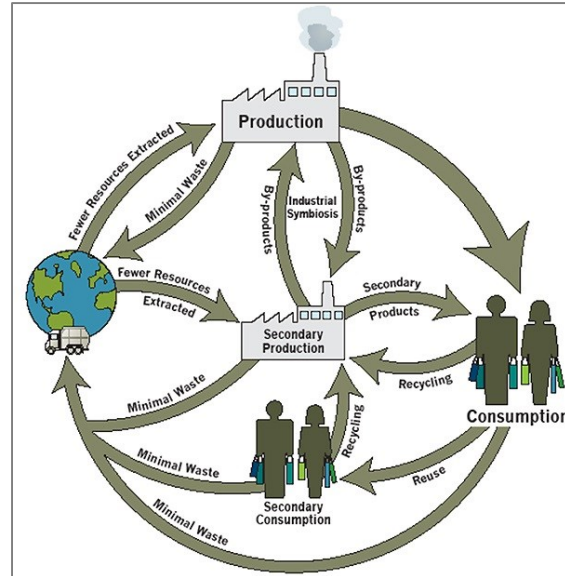 Production
Fewer Resources Extracted
Minimal Waste
By-products
Industrial
Symbiosis
By-products
Fewer Resources
Extracted
Secondary
Products
Secondary
Production
Recycling
Consumption
Minimal Waste
Recycling
Minimal Waste
Reuse
Secondary
Consumption
Minimal Waste